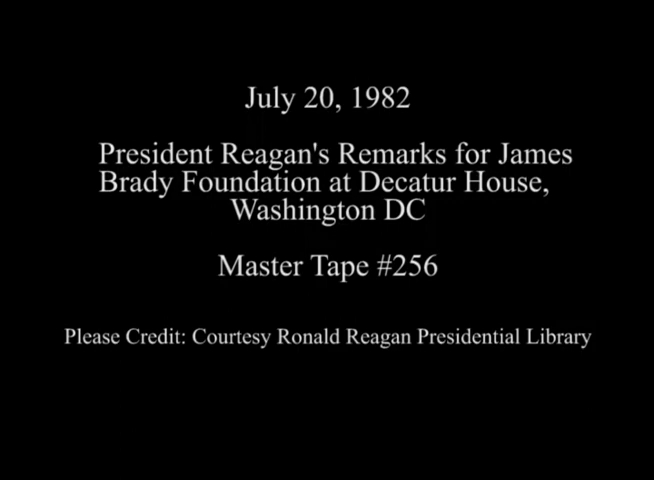 July 20, 1982
President Reagan's Remarks for James
Brady Foundation at Decatur House,
Washington DC
Master Tape #256
Please Credit: Courtesy Ronald Reagan Presidential Library